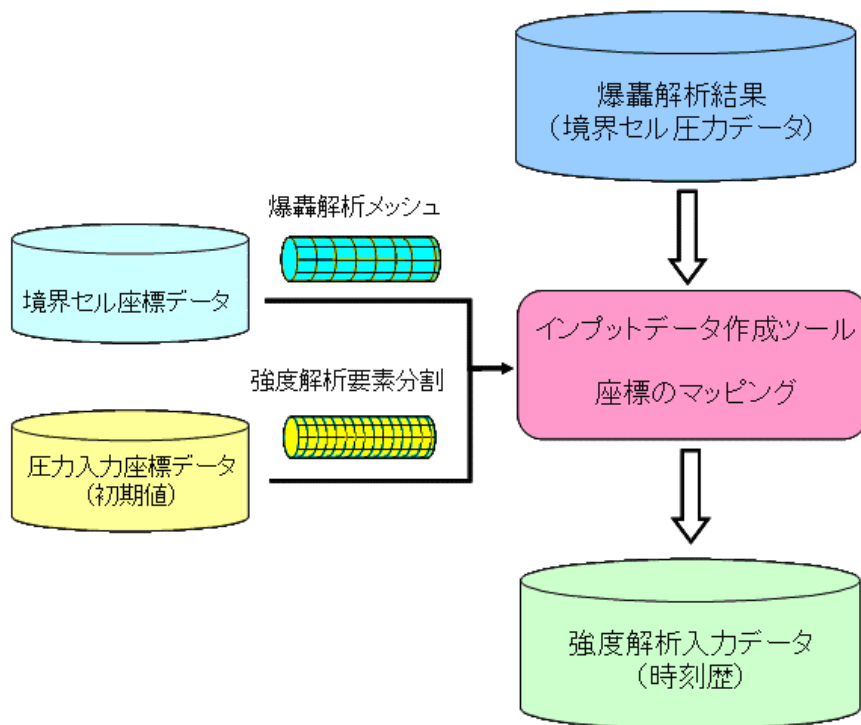 爆轟解析結果
（境界セル圧力データ）
爆轟解析メッシュ
境界セル座標データ
インプットデータ作成ツール
座標のマッピング
強度解析要素分割
圧力入力座標データ
（初期値）
強度解析入力データ
（時刻歴）